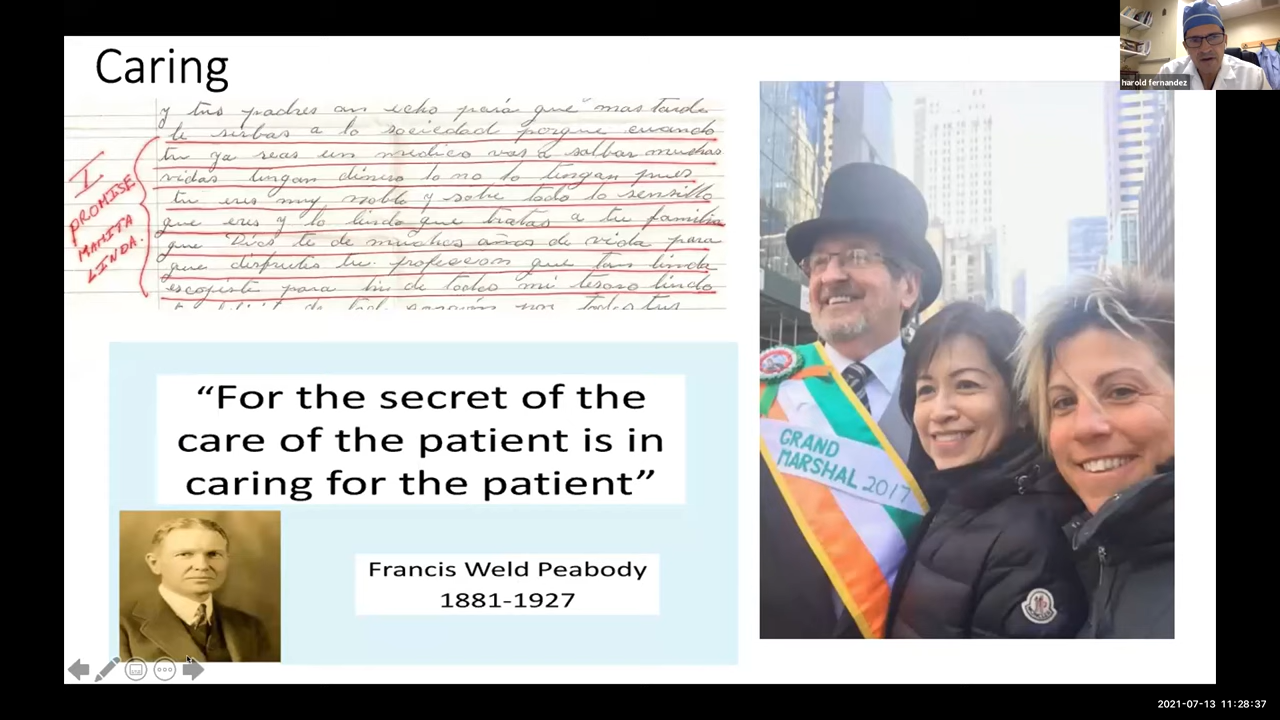 Caring
y tus padres an echo para que mas tarde
le sirbas a la sociedad porque cuando
tu ya seas un medico vas a salbar muchas
vidas tengan dinero lo no lo tengan pues
tu eres muy noble y sobre todo lo sensillo
que eres y lo lindo que tratas a tu familia
que Dios te de muchos años de vida para
que disfrutes tu profesion que tan linda
escogiste para de todos mi tesoro lindo
todos tus
I
PROMISE
MAMITA
LINDA.
“For the secret of the
care of the patient is in
caring for the patient”
Francis Weld Peabody
1881-1927
GRAND
MARSHAL 2017
harold fernandez
2021-07-13 11:28:37